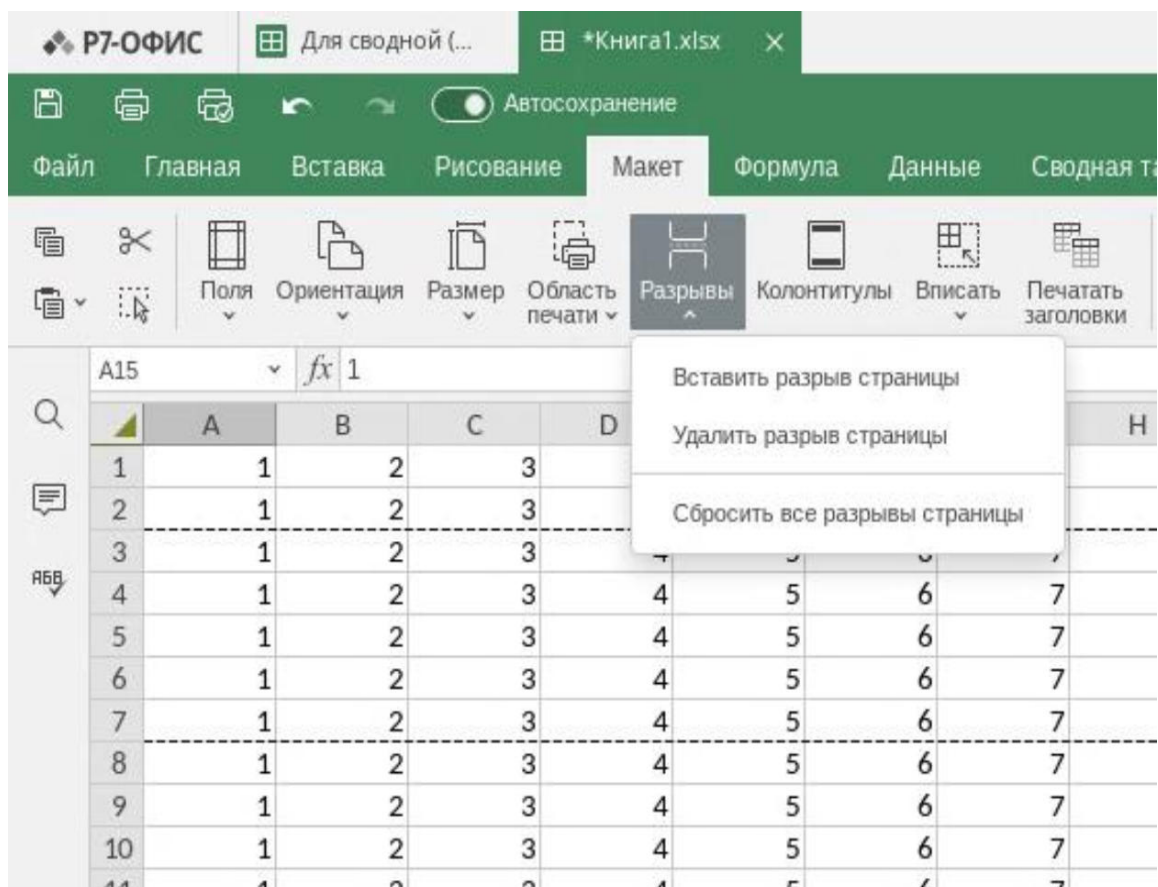 Р7-ОФИС Для сводной (... *Книга1.xlsx
Автосохранение
Файл Главная Вставка Рисование Макет Формула Данные Сводная
Поля Ориентация Размер Область печати Разрывы Колонтитулы Вписать Печатать заголовки
A15 fx 1
Вставить разрыв страницы
Удалить разрыв страницы
Сбросить все разрывы страницы
A B C D H
1 1 2 3
2 1 2 3
3 1 2 3
4 1 2 3 4 5 6 7
5 1 2 3 4 5 6 7
6 1 2 3 4 5 6 7
7 1 2 3 4 5 6 7
8 1 2 3 4 5 6 7
9 1 2 3 4 5 6 7
10 1 2 3 4 5 6 7
АБВ